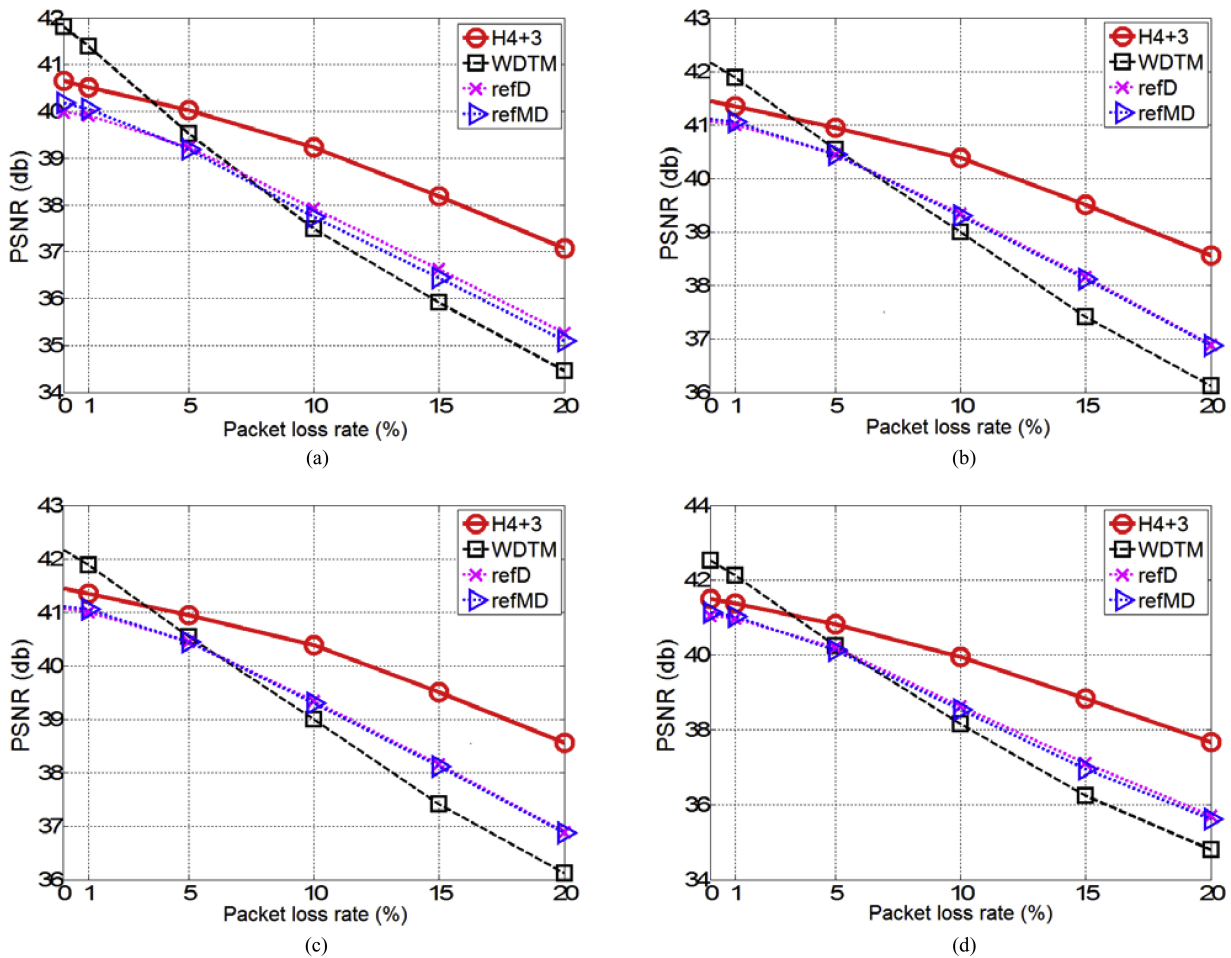 42
41
40
39
38
37
36
35
34
PSNR (db)
H4+3
WDTM
refD
refMD
0 1 5 10 15 20
Packet loss rate (%)
(a)
43
42
41
40
39
38
37
36
PSNR (db)
H4+3
WDTM
refD
refMD
0 1 5 10 15 20
Packet loss rate (%)
(b)
43
42
41
40
39
38
37
36
PSNR (db)
H4+3
WDTM
refD
refMD
0 1 5 10 15 20
Packet loss rate (%)
(c)
44
42
40
38
36
34
PSNR (db)
H4+3
WDTM
refD
refMD
0 1 5 10 15 20
Packet loss rate (%)
(d)